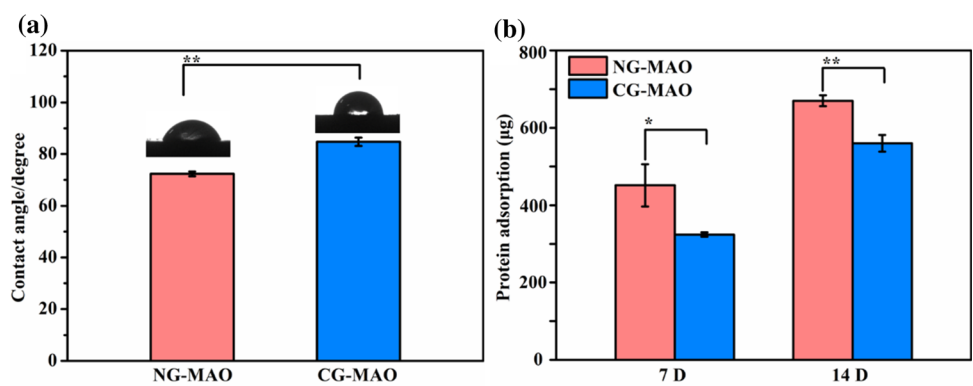 (a)
120
100
80
60
40
20
0
Contact angle/degree
**
NG-MAO
CG-MAO
(b)
800
600
400
200
0
Protein adsorption (μg)
NG-MAO
CG-MAO
*
**
7 D
14 D